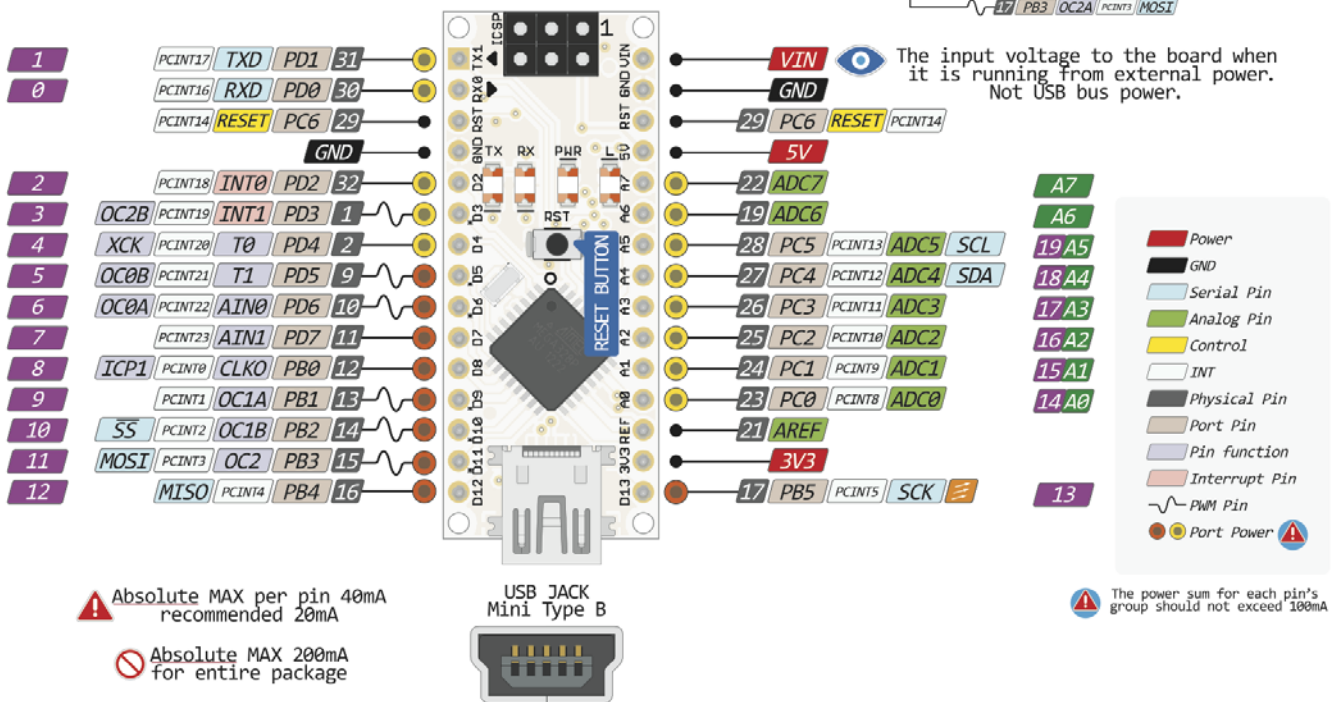 17 PB3 OC2A PCINT3 MOSI
ICSP
1
The input voltage to the board when
it is running from external power.
Not USB bus power.
1 PCINT17 TXD PD1 31 TX1 VIN VIN
0 PCINT16 RXD PD0 30 RX0 GND GND
PCINT14 RESET PC6 29 RST RST 29 PC6 RESET PCINT14
GND GND 5V 5V
TX RX PWR L
2 PCINT18 INT0 PD2 32 D2 A7 22 ADC7 A7
3 OC2B PCINT19 INT1 PD3 1 D3 A6 19 ADC6 A6
RST
4 XCK PCINT20 T0 PD4 2 D4 A5 28 PC5 PCINT13 ADC5 SCL 19 A5
5 OC0B PCINT21 T1 PD5 9 D5 A4 27 PC4 PCINT12 ADC4 SDA 18 A4
6 OC0A PCINT22 AIN0 PD6 10 D6 A3 26 PC3 PCINT11 ADC3 17 A3
RESET BUTTON
7 PCINT23 AIN1 PD7 11 D7 A2 25 PC2 PCINT10 ADC2 16 A2
8 ICP1 PCINT0 CLKO PB0 12 D8 A1 24 PC1 PCINT9 ADC1 15 A1
9 PCINT1 OC1A PB1 13 D9 A0 23 PC0 PCINT8 ADC0 14 A0
10 SS PCINT2 OC1B PB2 14 D10 REF 21 AREF
11 MOSI PCINT3 OC2 PB3 15 D11 3V3 3V3
12 MISO PCINT4 PB4 16 D12 D13 17 PB5 PCINT5 SCK 13
Power
GND
Serial Pin
Analog Pin
Control
INT
Physical Pin
Port Pin
Pin function
Interrupt Pin
PWM Pin
Port Power
Absolute MAX per pin 40mA
recommended 20mA
Absolute MAX 200mA
for entire package
USB JACK
Mini Type B
The power sum for each pin's
group should not exceed 100mA